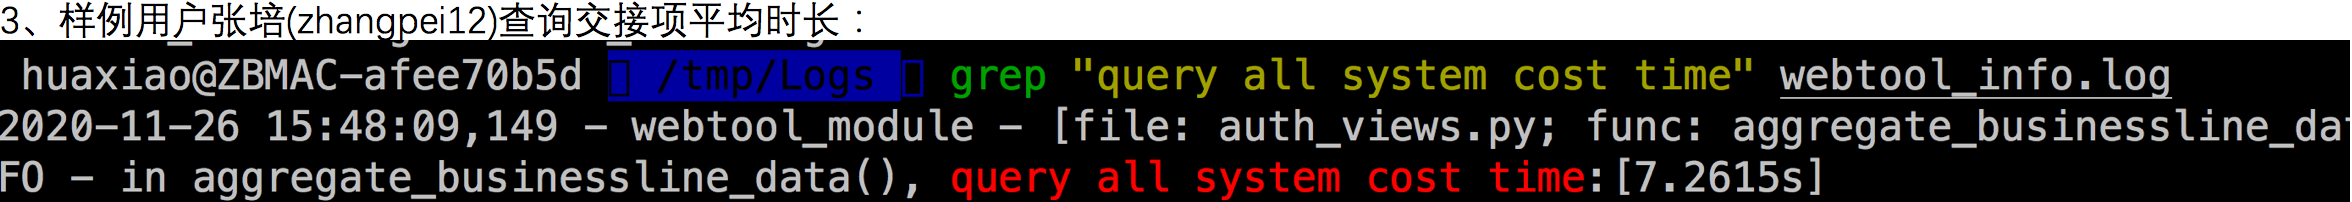 3、样例用户张培(zhangpei12)查询交接项平均时长：
huaxiao@ZBMAC-afee70b5d /tmp/Logs grep "query all system cost time" webtool_info.log
2020-11-26 15:48:09,149 - webtool_module - [file: auth_views.py; func: aggregate_businessline_dat
FO - in aggregate_businessline_data(), query all system cost time:[7.2615s]